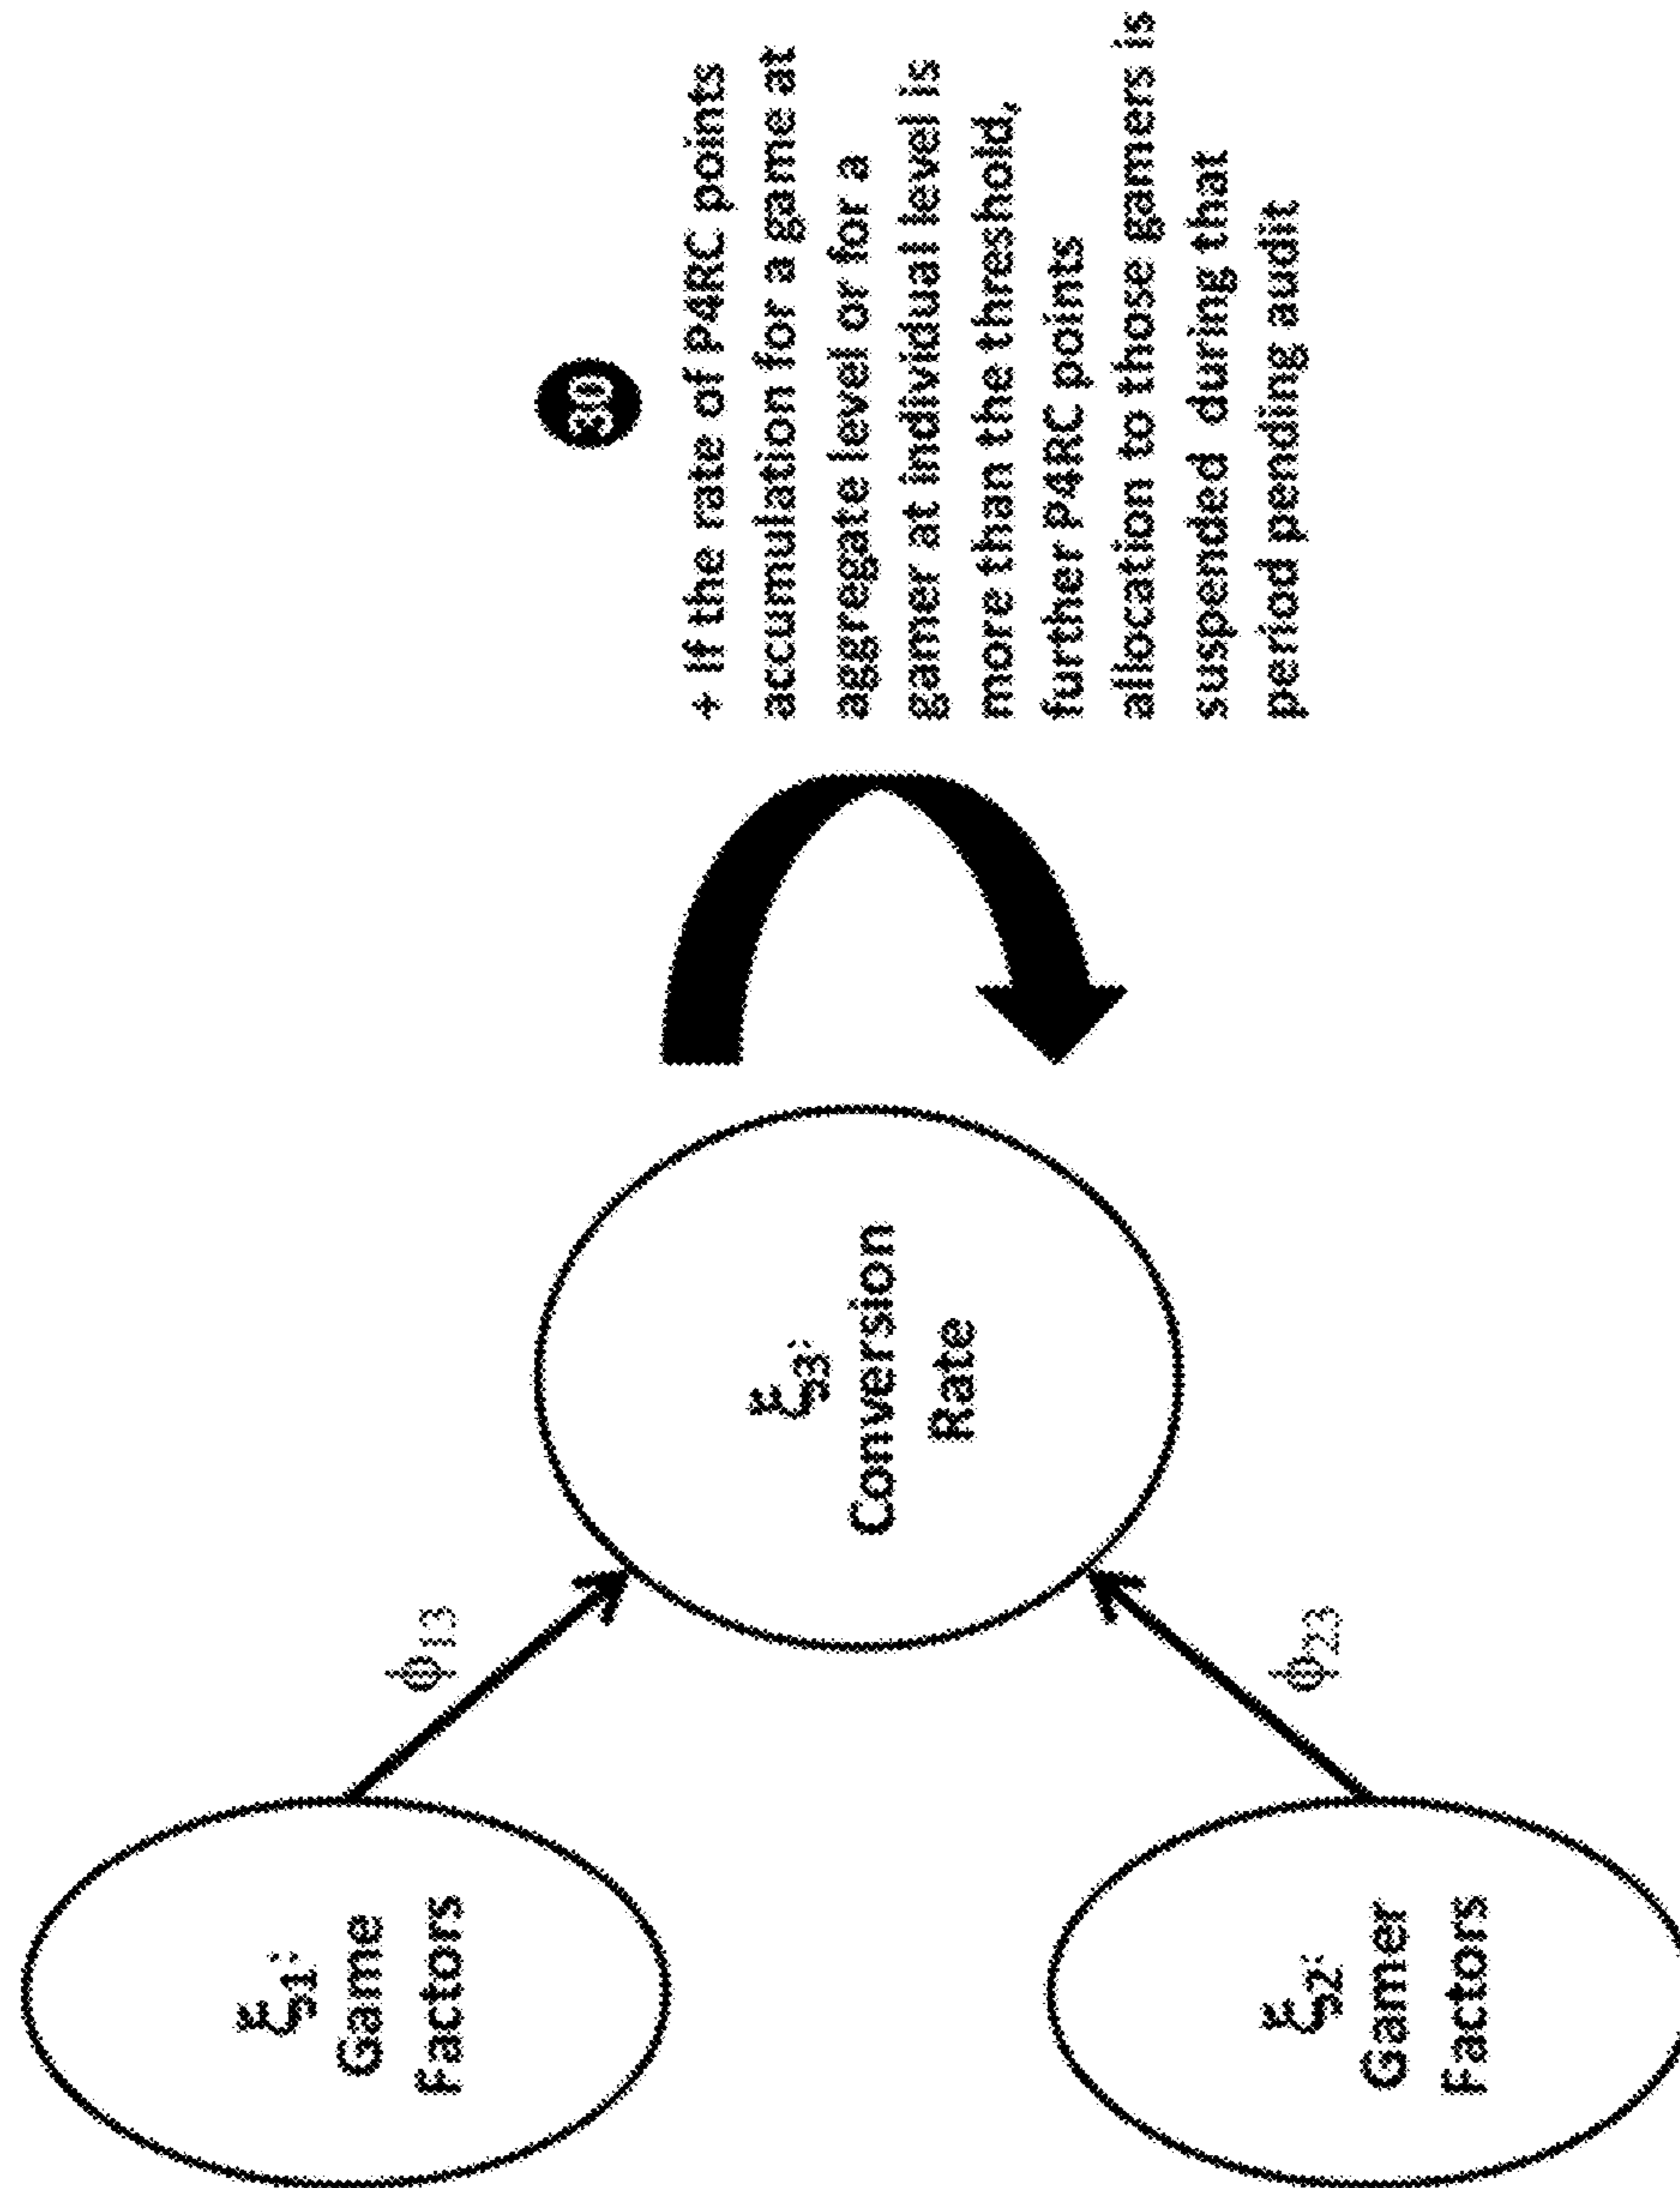 ξ1:
Game
Factors
ϕ13
ξ2:
Gamer
Factors
ϕ23
ξ3:
Conversion
Rate
+ If the rate of P4RC points
accumulation for a game at
aggregate level or for a
gamer at individual level is
more than the threshold,
further P4RC points
allocation to those gamers is
suspended during that
period pending audit